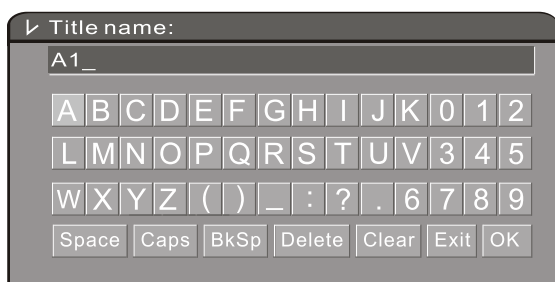 Title name:
A1_
A B C D E F G H I J K 0 1 2
L M N O P Q R S T U V 3 4 5
W X Y Z ( ) _ : ? . 6 7 8 9
Space Caps BkSp Delete Clear Exit OK